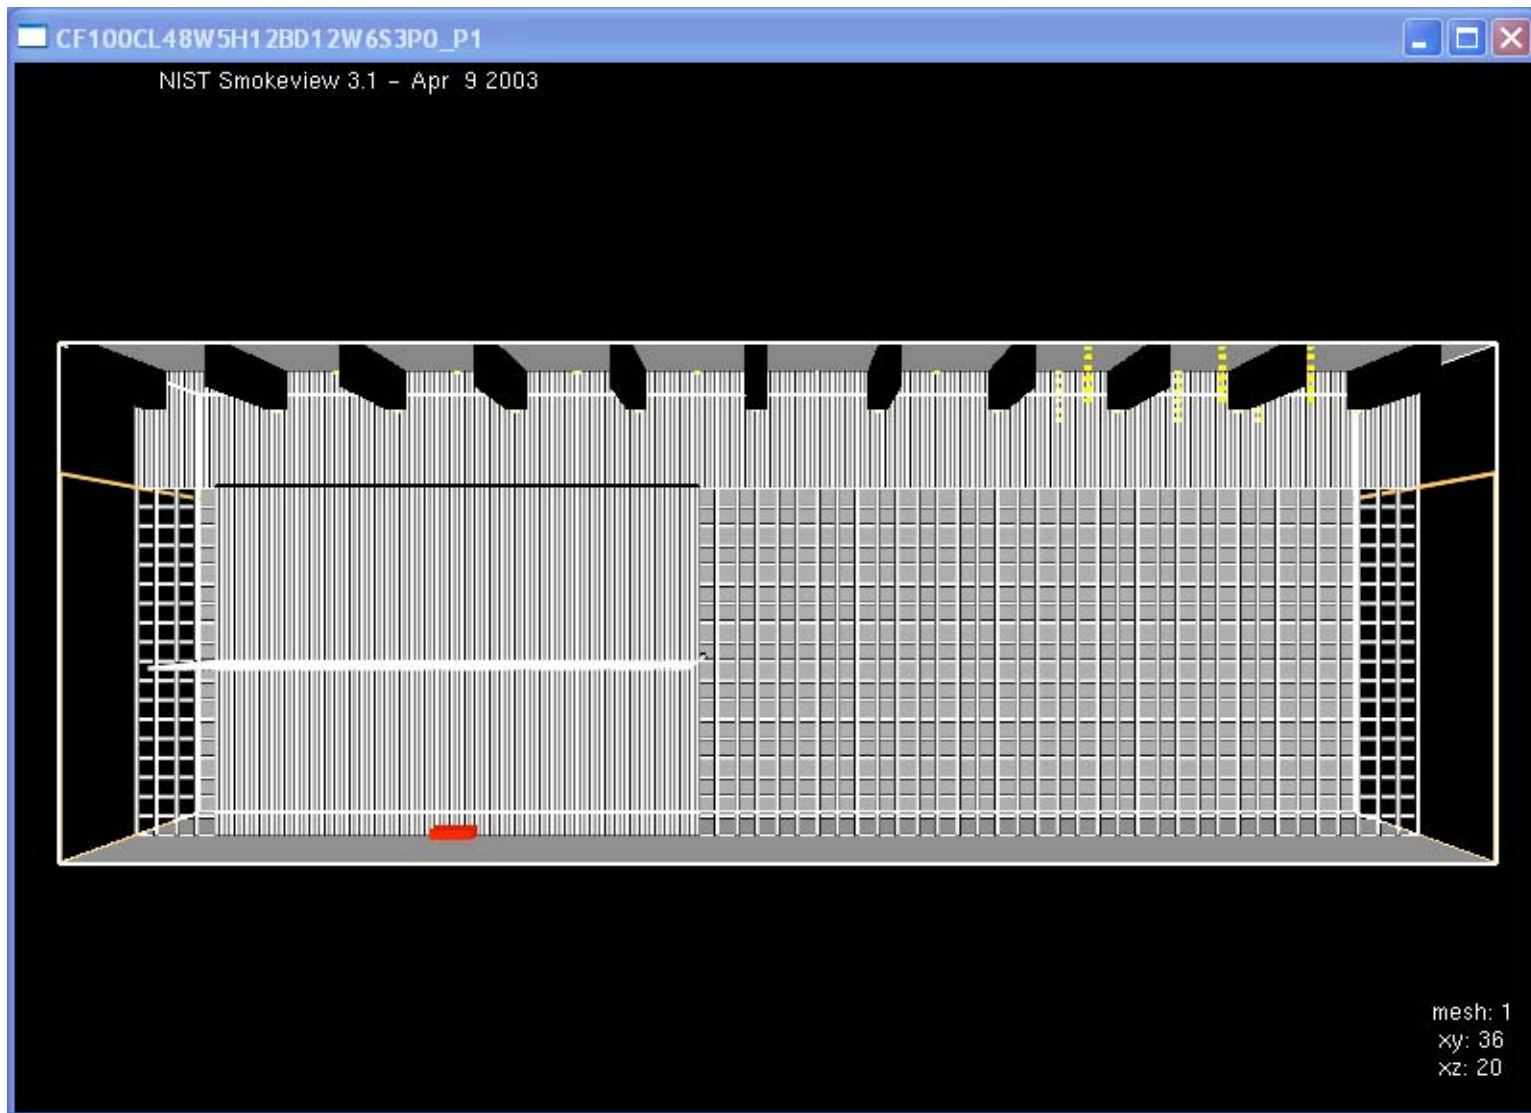 CF100CL48W5H12BD12W6S3P0_P1
NIST Smokeview 3.1 – Apr 9 2003
mesh: 1
xy: 36
xz: 20